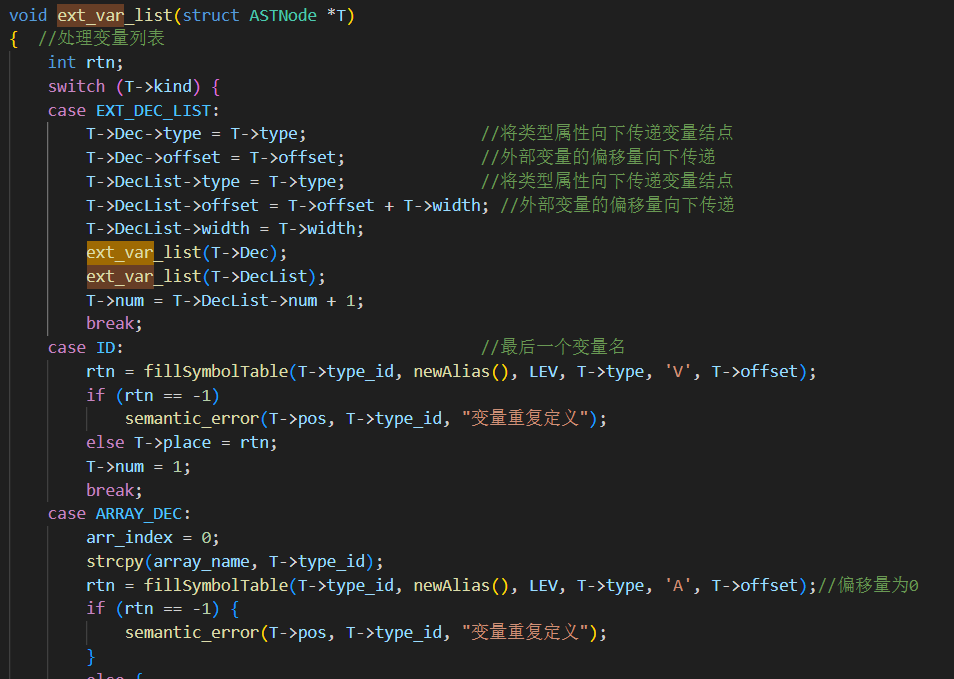 void ext_var_list(struct ASTNode *T)
{  //处理变量列表
    int rtn;
    switch (T->kind) {
    case EXT_DEC_LIST:
        T->Dec->type = T->type;                  //将类型属性向下传递变量结点
        T->Dec->offset = T->offset;              //外部变量的偏移量向下传递
        T->DecList->type = T->type;              //将类型属性向下传递变量结点
        T->DecList->offset = T->offset + T->width; //外部变量的偏移量向下传递
        T->DecList->width = T->width;
        ext_var_list(T->Dec);
        ext_var_list(T->DecList);
        T->num = T->DecList->num + 1;
        break;
    case ID:                                     //最后一个变量名
        rtn = fillSymbolTable(T->type_id, newAlias(), LEV, T->type, 'V', T->offset);
        if (rtn == -1)
            semantic_error(T->pos, T->type_id, "变量重复定义");
        else T->place = rtn;
        T->num = 1;
        break;
    case ARRAY_DEC:
        arr_index = 0;
        strcpy(array_name, T->type_id);
        rtn = fillSymbolTable(T->type_id, newAlias(), LEV, T->type, 'A', T->offset);//偏移量为0
        if (rtn == -1) {
            semantic_error(T->pos, T->type_id, "变量重复定义");
        }
        else {